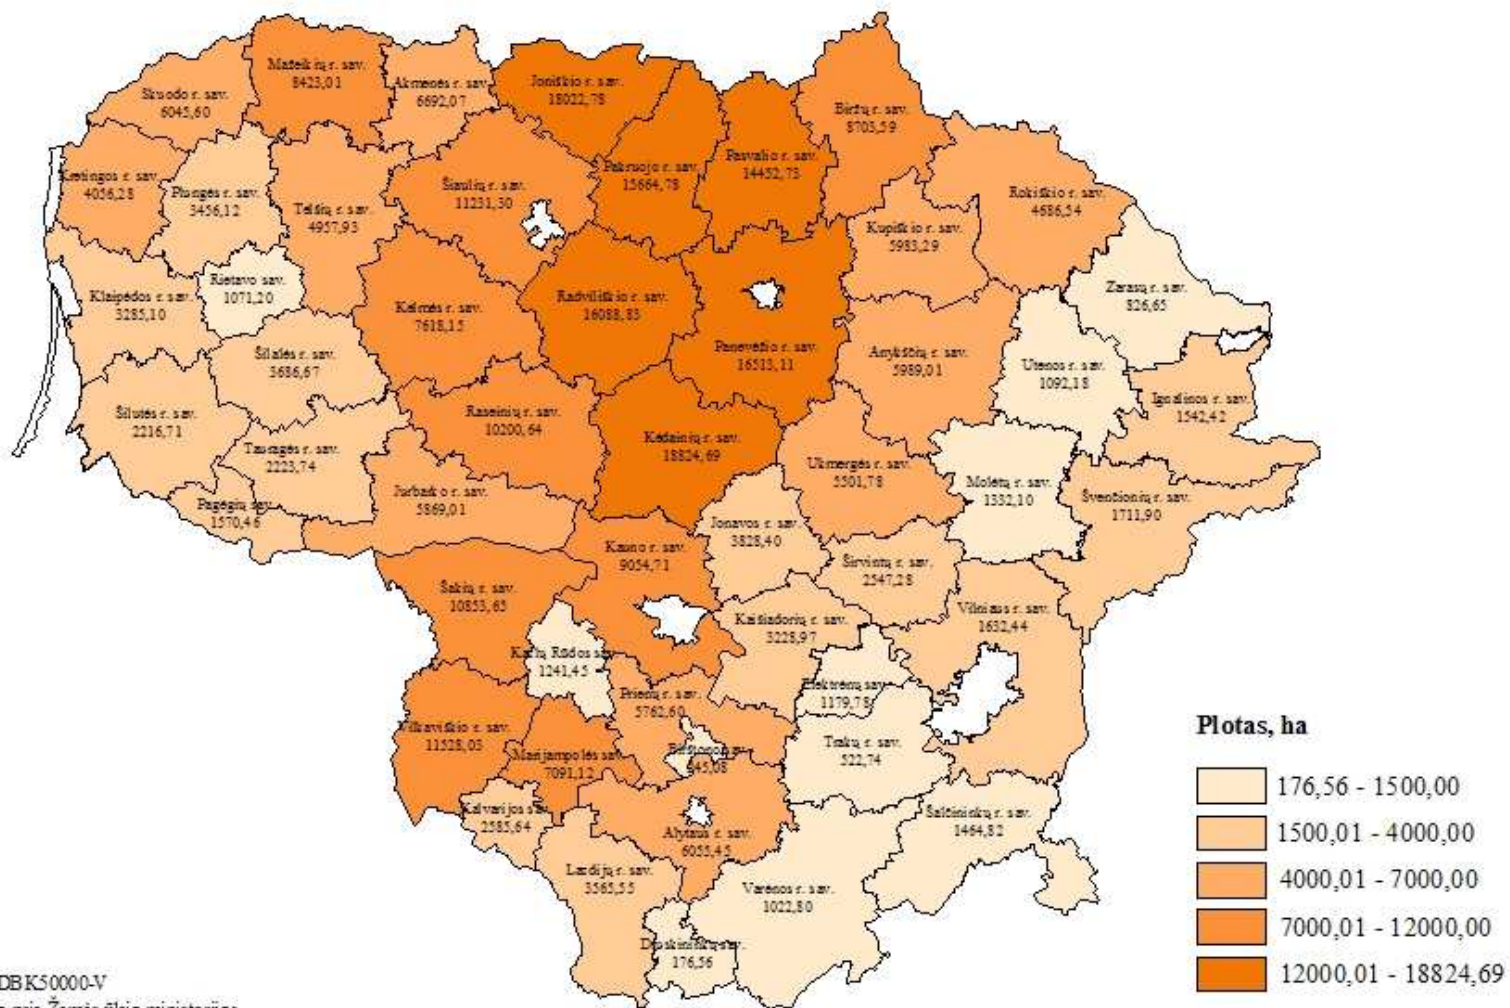 Mažeikių r. sav.
8423,01
Akmenės r. sav.
6692,07
Joniškio r. sav.
18022,78
Skuodo r. sav.
6045,60
Biržų r. sav.
8703,59
Pakruojo r. sav.
15664,78
Pasvalio r. sav.
14452,73
Kretingos r. sav.
4056,28
Plungės r. sav.
3456,12
Telšių r. sav.
4957,93
Šiaulių r. sav.
11231,30
Rokiškio r. sav.
4686,54
Kupiškio r. sav.
5983,29
Klaipėdos r. sav.
3285,10
Rietavo sav.
1071,20
Kelmės r. sav.
7618,15
Radviliškio r. sav.
16088,83
Zarasų r. sav.
826,65
Šilalės r. sav.
3686,67
Panevėžio r. sav.
16513,11
Anykščių r. sav.
5989,01
Utenos r. sav.
1092,18
Ignalinos r. sav.
1542,42
Šilutės r. sav.
2216,71
Raseinių r. sav.
10200,64
Kėdainių r. sav.
18824,69
Tauragės r. sav.
2223,74
Ukmergės r. sav.
5501,78
Molėtų r. sav.
1332,10
Švenčionių r. sav.
1711,90
Pagėgių sav.
1570,46
Jurbarko r. sav.
5869,01
Jonavos r. sav.
3828,40
Kauno r. sav.
9054,71
Širvintų r. sav.
2547,28
Šakių r. sav.
10853,65
Kaišiadorių r. sav.
3228,97
Vilniaus r. sav.
1632,44
Kazlų Rūdos sav.
1241,45
Prienų r. sav.
5762,60
Elektrėnų sav.
1179,78
Vilkaviškio r. sav.
11528,03
Marijampolės sav.
7091,12
Birštono sav.
Trakų r. sav.
522,74
Kalvarijos sav.
2585,64
Alytaus r. sav.
6055,45
Šalčininkų r. sav.
1464,82
Lazdijų r. sav.
3565,55
Varėnos r. sav.
1022,80
Druskininkų sav.
176,56
Plotas, ha
176,56 - 1500,00
1500,01 - 4000,00
4000,01 - 7000,00
7000,01 - 12000,00
12000,01 - 18824,69
DBK50000-V
prie Žemės ūkio ministerijos